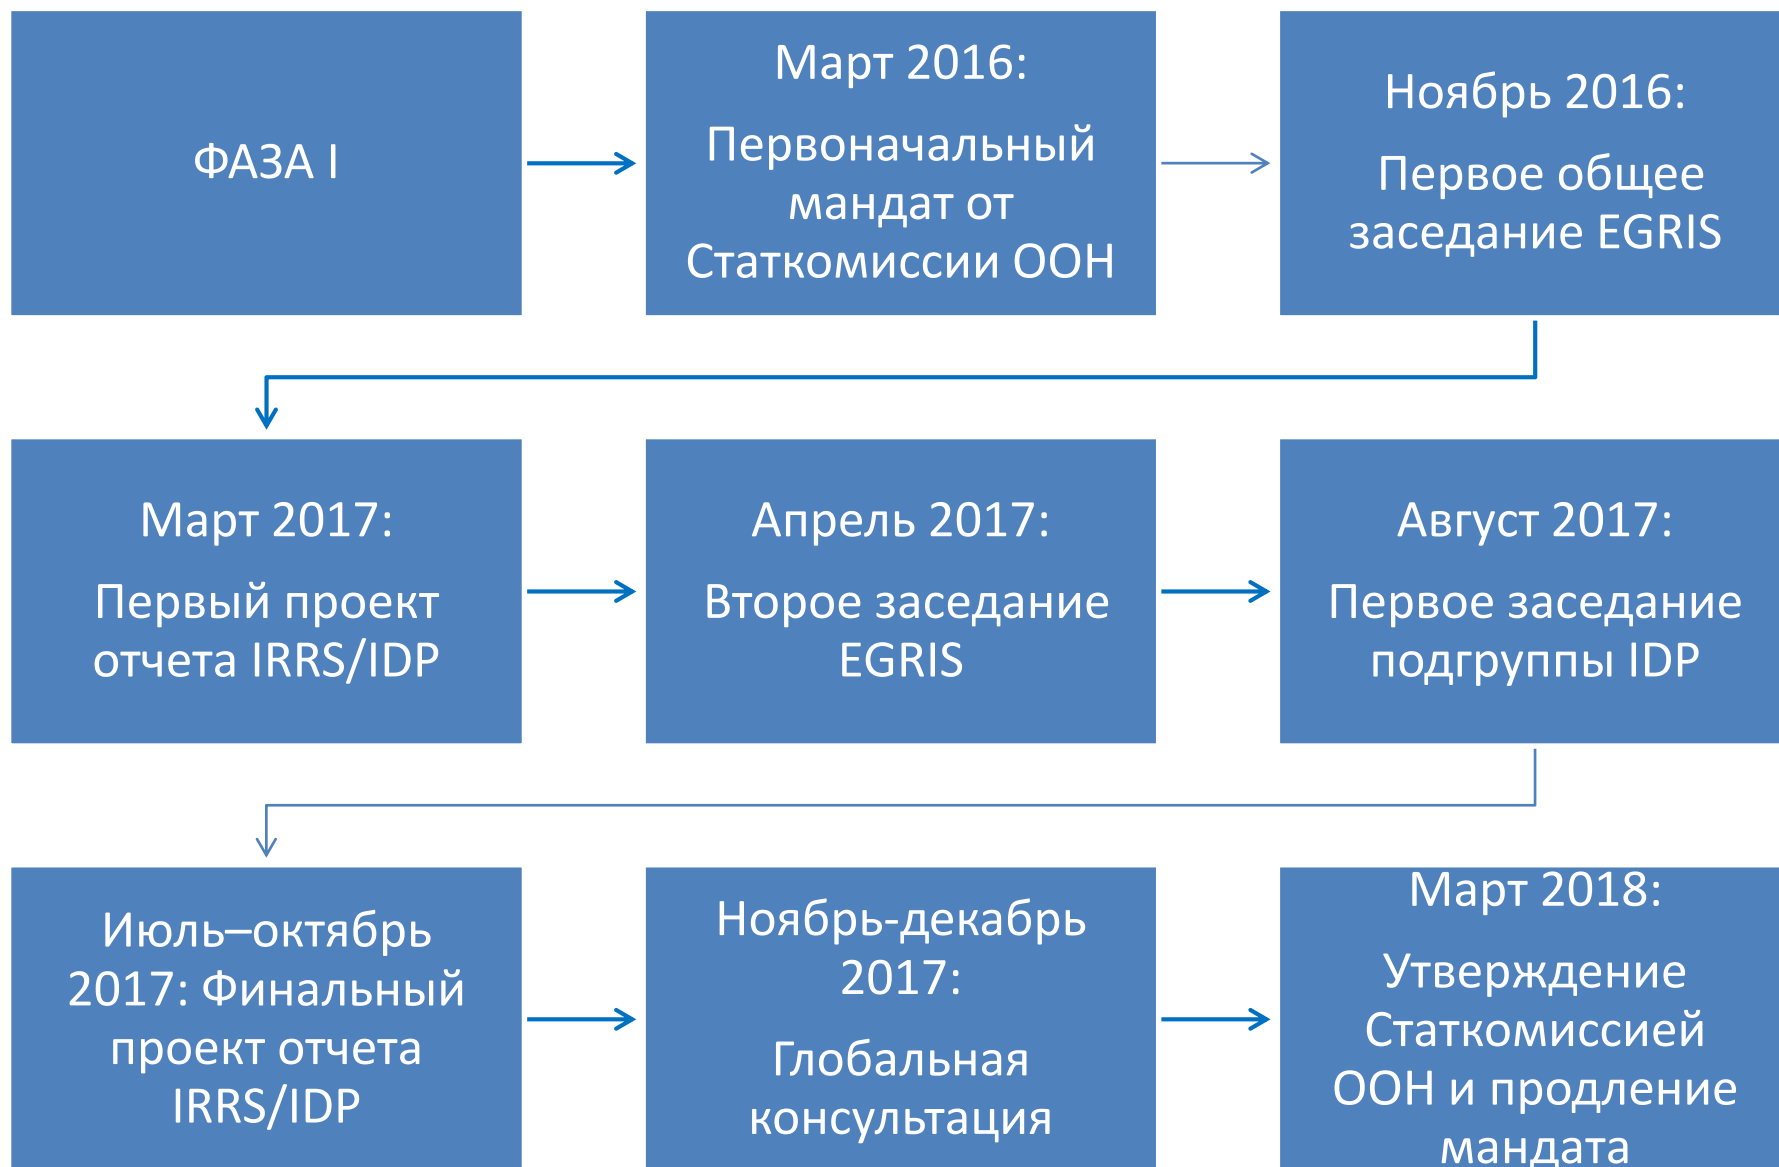 ФАЗА I
Март 2016:
Первоначальный
мандат от
Статкомиссии ООН
Ноябрь 2016:
Первое общее
заседание EGRIS
Март 2017:
Первый проект
отчета IRRS/IDP
Апрель 2017:
Второе заседание
EGRIS
Август 2017:
Первое заседание
подгруппы IDP
Июль–октябрь
2017: Финальный
проект отчета
IRRS/IDP
Ноябрь-декабрь
2017:
Глобальная
консультация
Март 2018:
Утверждение
Статкомиссией
ООН и продление
мандата